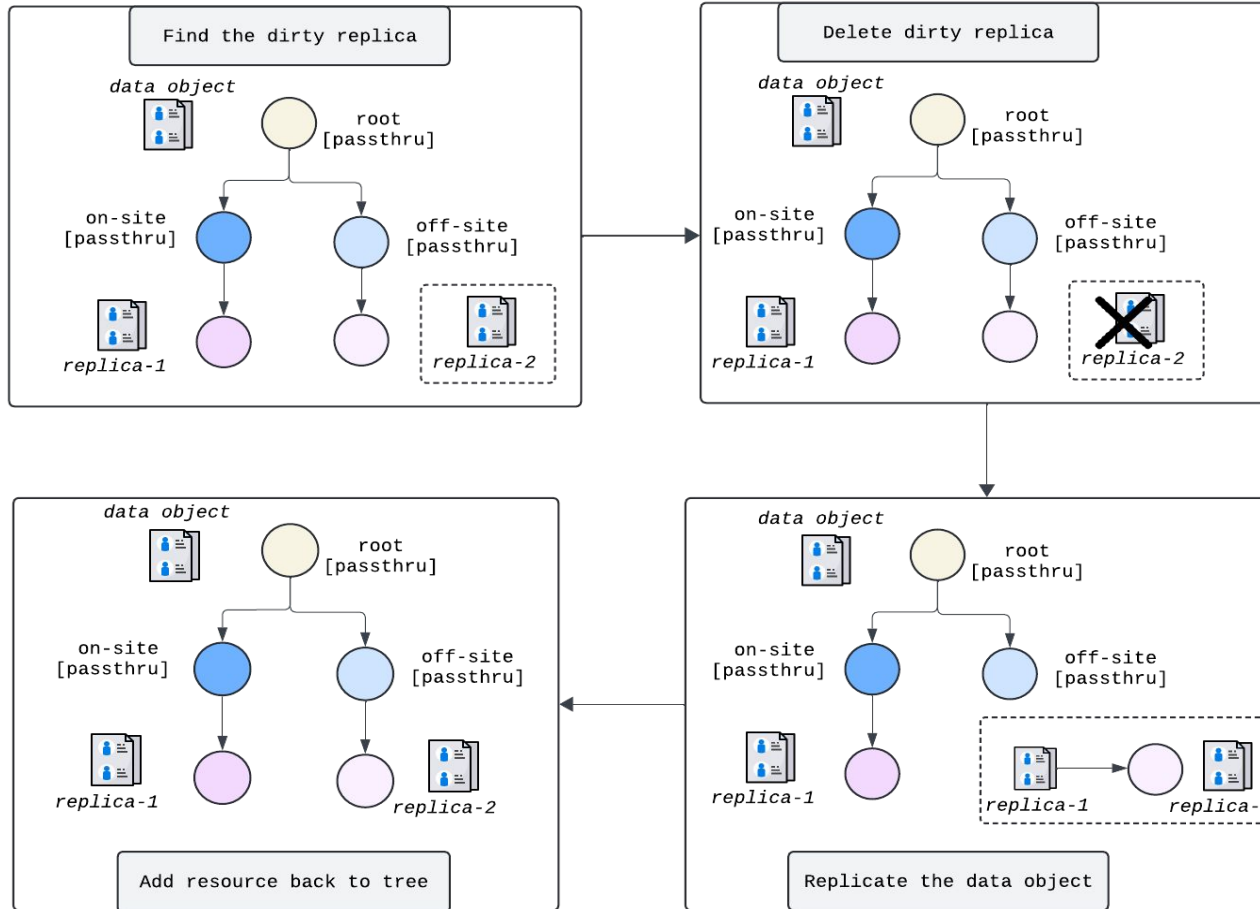 Find the dirty replica
data object
root
[passthru]
on-site
[passthru]
off-site
[passthru]
replica-1
replica-2
Delete dirty replica
data object
root
[passthru]
on-site
[passthru]
off-site
[passthru]
replica-1
replica-2
data object
root
[passthru]
on-site
[passthru]
off-site
[passthru]
replica-1
replica-2
Add resource back to tree
data object
root
[passthru]
on-site
[passthru]
off-site
[passthru]
replica-1
replica-1
replica-
Replicate the data object